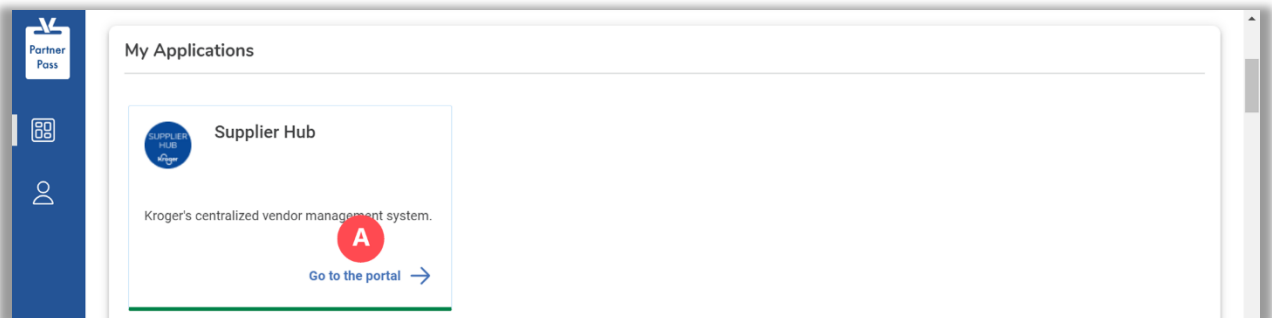 Partner
Pass
My Applications
SUPPLIER
HUB
Kroger
Supplier Hub
Kroger's centralized vendor management system.
A
Go to the portal